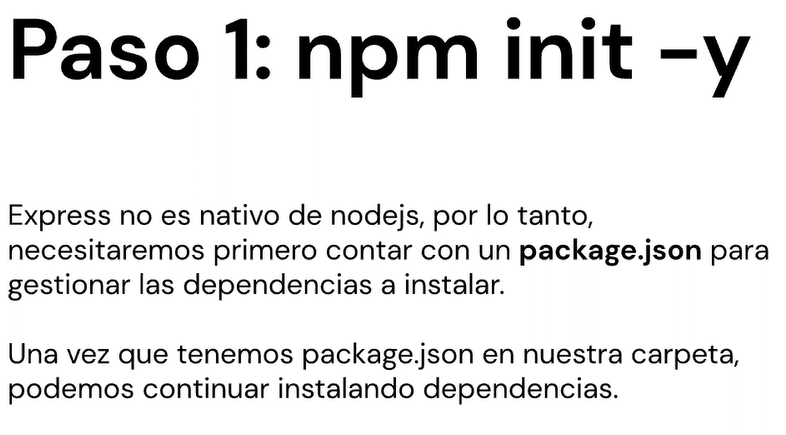 Paso 1: npm init –y
Express no es nativo de nodejs, por lo tanto,
necesitaremos primero contar con un package.json para
gestionar las dependencias a instalar.
Una vez que tenemos package.json en nuestra carpeta,
podemos continuar instalando dependencias.